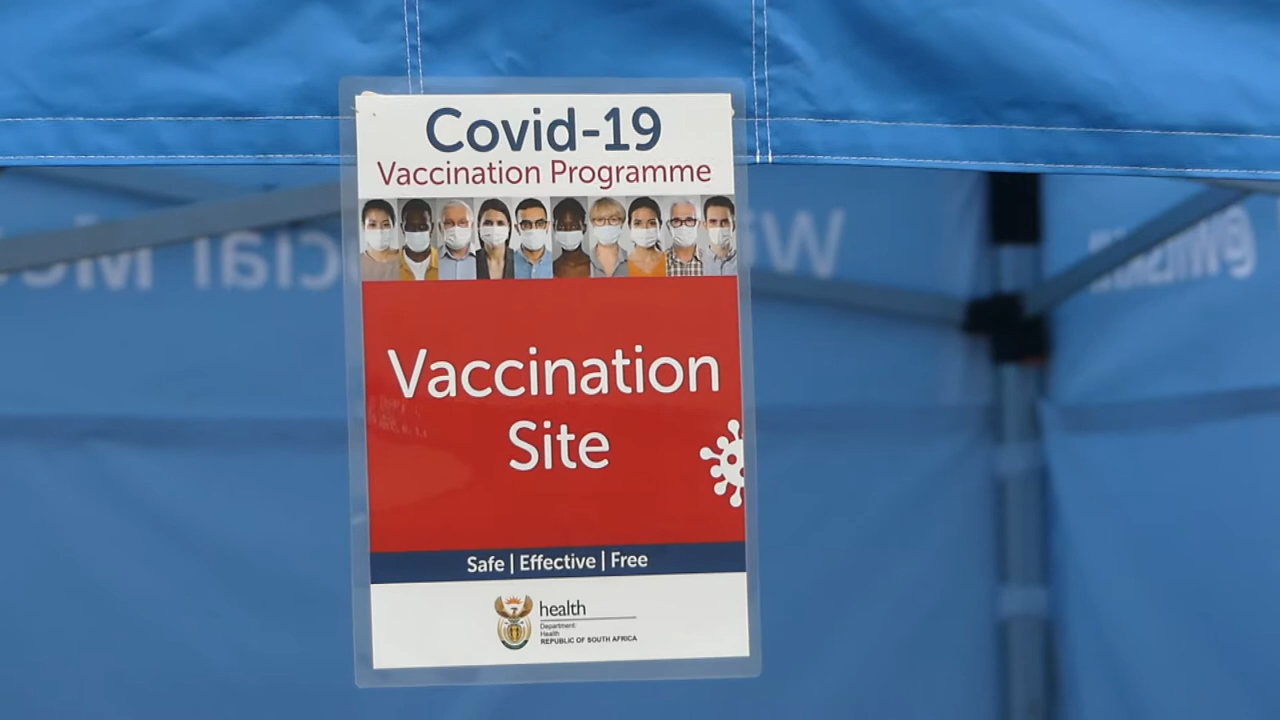 Covid-19
Vaccination Programme
Vaccination
Site
Safe | Effective | Free
health
Department:
Health
REPUBLIC OF SOUTH AFRICA